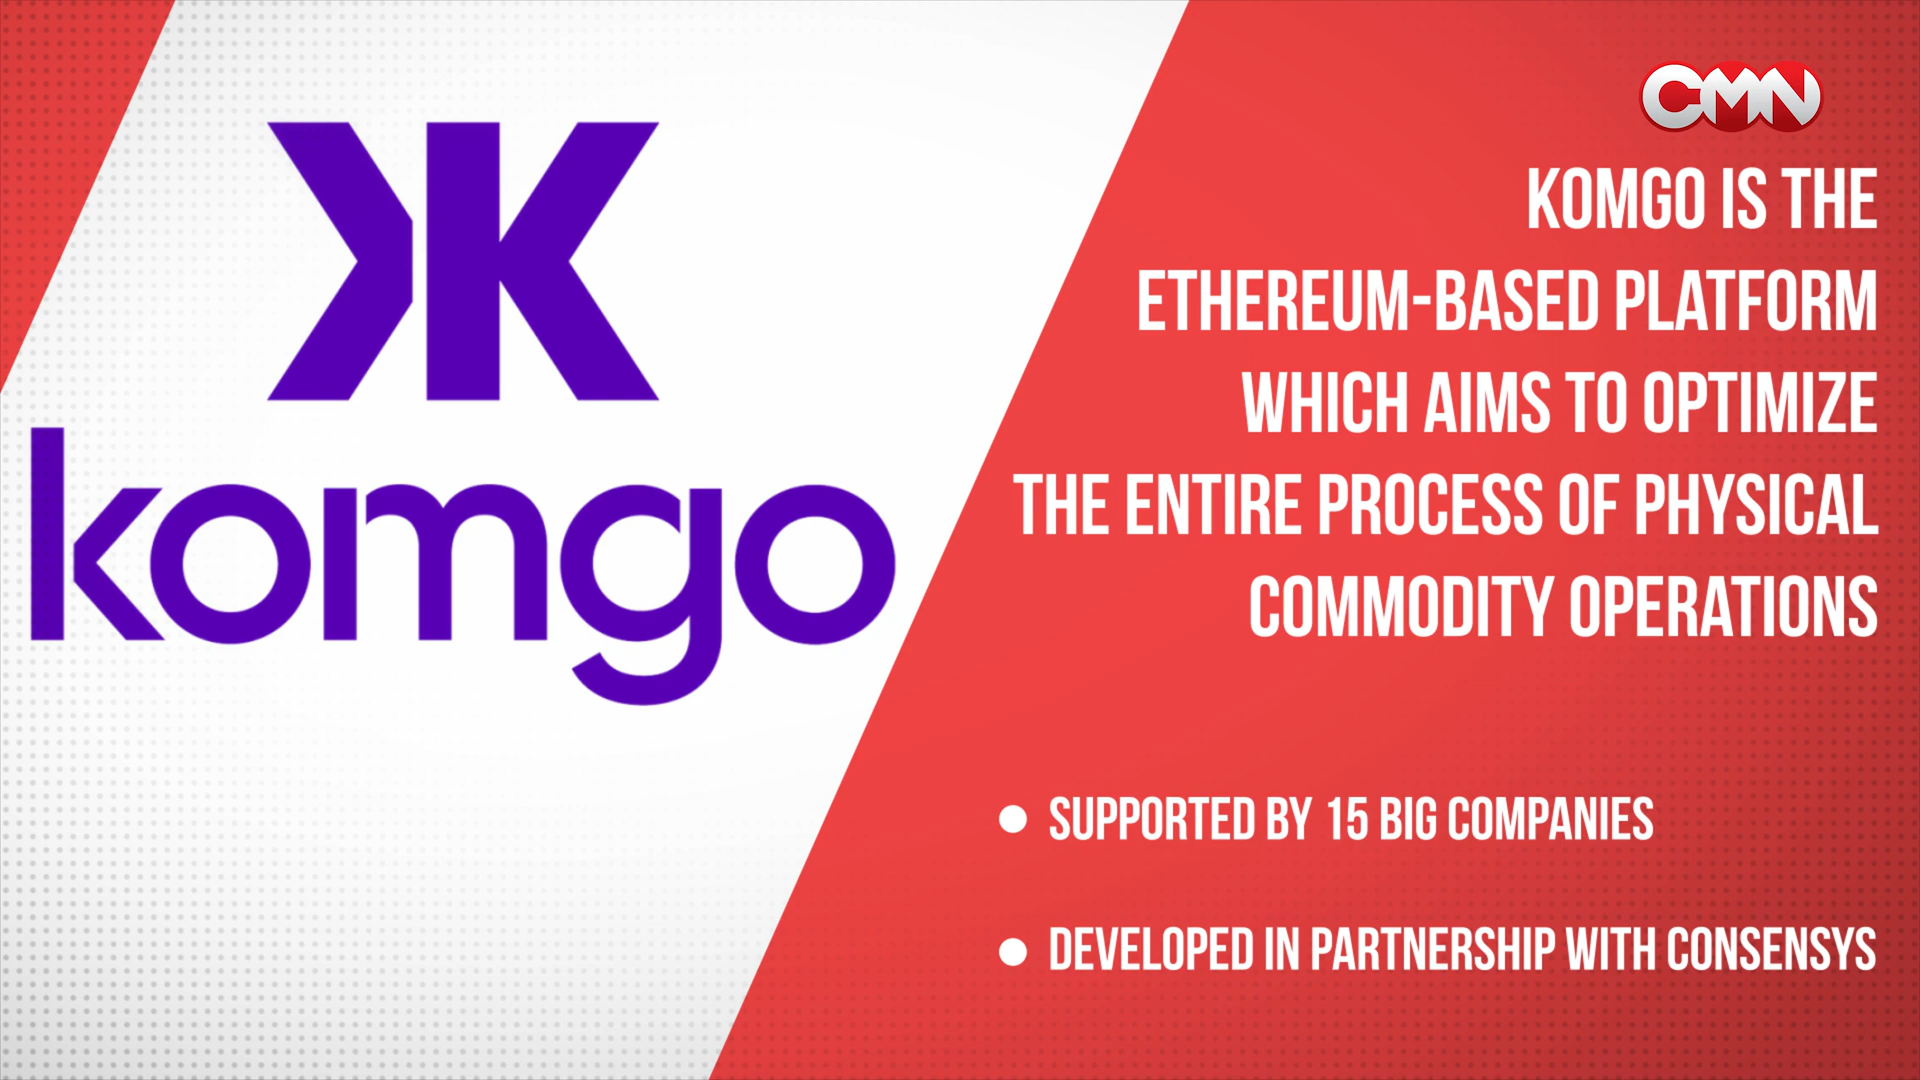 komgo
CMN
KOMGO IS THE
ETHEREUM-BASED PLATFORM
WHICH AIMS TO OPTIMIZE
THE ENTIRE PROCESS OF PHYSICAL
COMMODITY OPERATIONS
● SUPPORTED BY 15 BIG COMPANIES
● DEVELOPED IN PARTNERSHIP WITH CONSENSYS